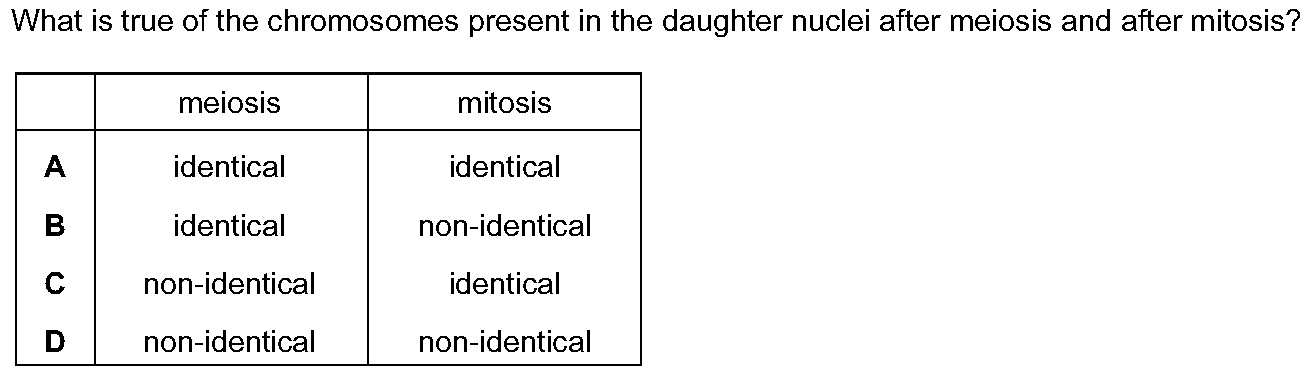 What is true of the chromosomes present in the daughter nuclei after meiosis and after mitosis?
meiosis mitosis
A identical identical
B identical non-identical
C non-identical identical
D non-identical non-identical